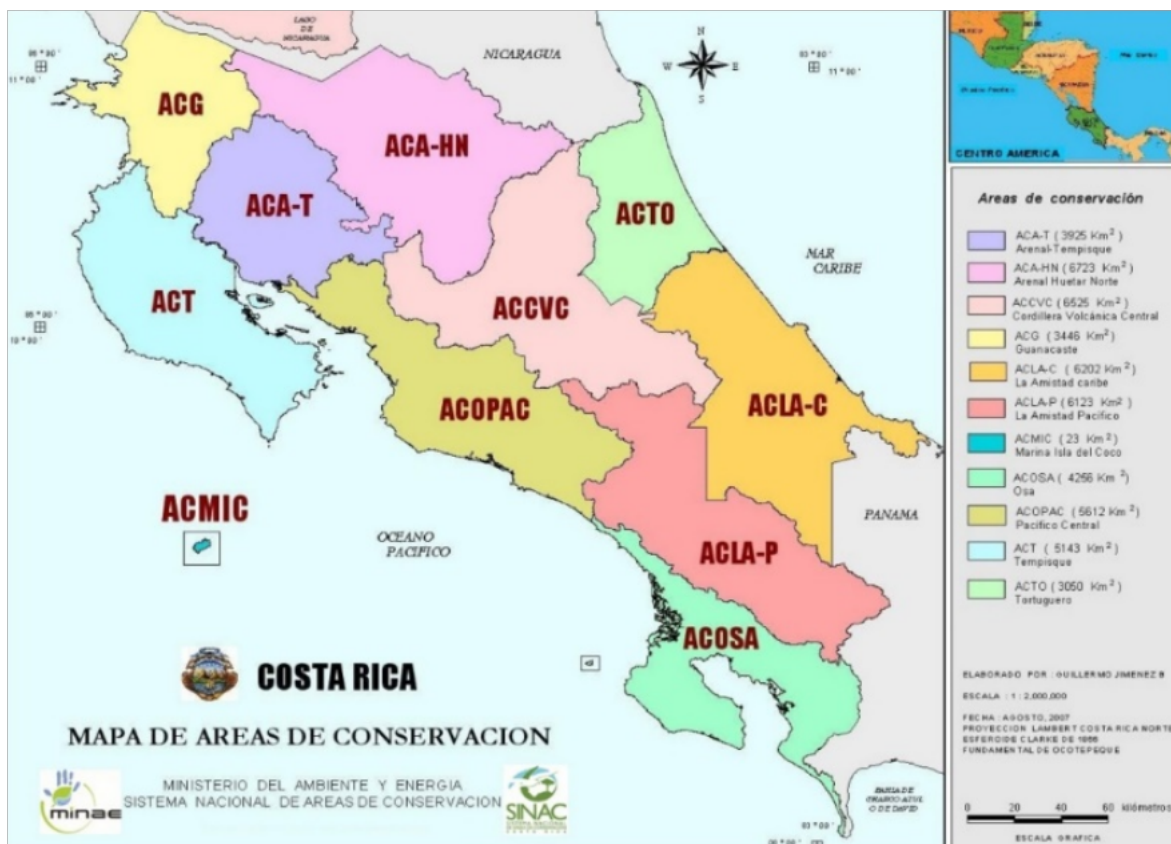 LAGO
DE
NICARAGUA
NICARAGUA
N
W E
S
11° 00'
11° 00'
ACG
ACA-HN
ACA-T
ACTO
MAR
CARIBE
ACT
ACCVC
10° 00'
ACOPAC
ACLA-C
ACMIC
OCEANO
PACIFICO
PANAMA
ACLA-P
ACOSA
COSTA RICA
MAPA DE AREAS DE CONSERVACION
MINISTERIO DEL AMBIENTE Y ENERGIA
SISTEMA NACIONAL DE AREAS DE CONSERVACION
minae
SINAC
CENTRO AMERICA
Areas de conservación
ACA-T ( 3925 Km²)
Arenal-Tempisque
ACA-HN (6723 Km²)
Arenal Huetar Norte
ACCVC ( 6525 Km²)
Cordillera Volcánica Central
ACG ( 3446 Km²)
Guanacaste
ACLA-C ( 6202 Km²)
La Amistad caribe
ACLA-P ( 6123 Km²)
La Amistad Pacífico
ACMIC ( 23 Km²)
Marina Isla del Coco
ACOSA ( 4256 Km²)
Osa
ACOPAC ( 5612 Km²)
Pacífico Central
ACT ( 5143 Km²)
Tempisque
ACTO ( 3050 Km²)
Tortuguero
ELABORADO POR : GUILLERMO JIMENEZ B
ESCALA : 1 : 2,000,000
FECHA : AGOSTO, 2007
PROYECCION LAMBERT COSTA RICA NORTE
ESFEROIDE CLARKE DE 1866
FUNDAMENTAL DE OCOTEPEQUE
0 20 40 60 kilómetros
ESCALA GRAFICA